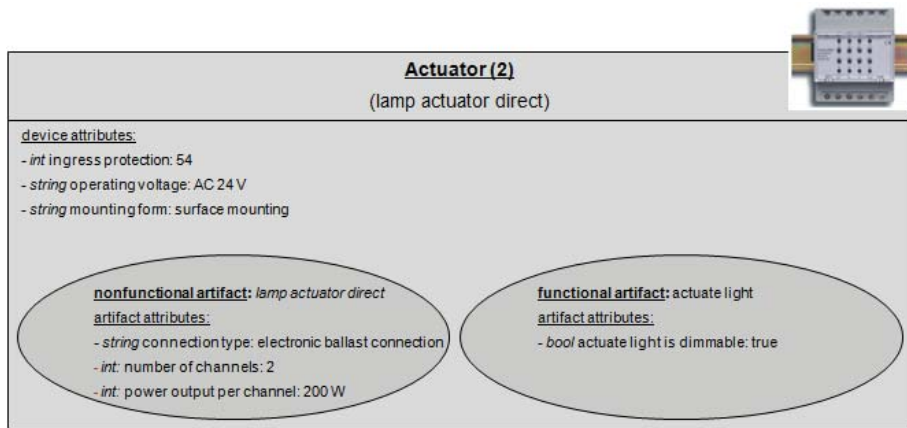 Actuator (2)
(lamp actuator direct)
device attributes:
- int ingress protection: 54
- string operating voltage: AC 24 V
- string mounting form: surface mounting
nonfunctional artifact: lamp actuator direct
artifact attributes:
- string connection type: electronic ballast connection
- int: number of channels: 2
- int: power output per channel: 200 W
functional artifact: actuate light
artifact attributes:
- bool actuate light is dimmable: true